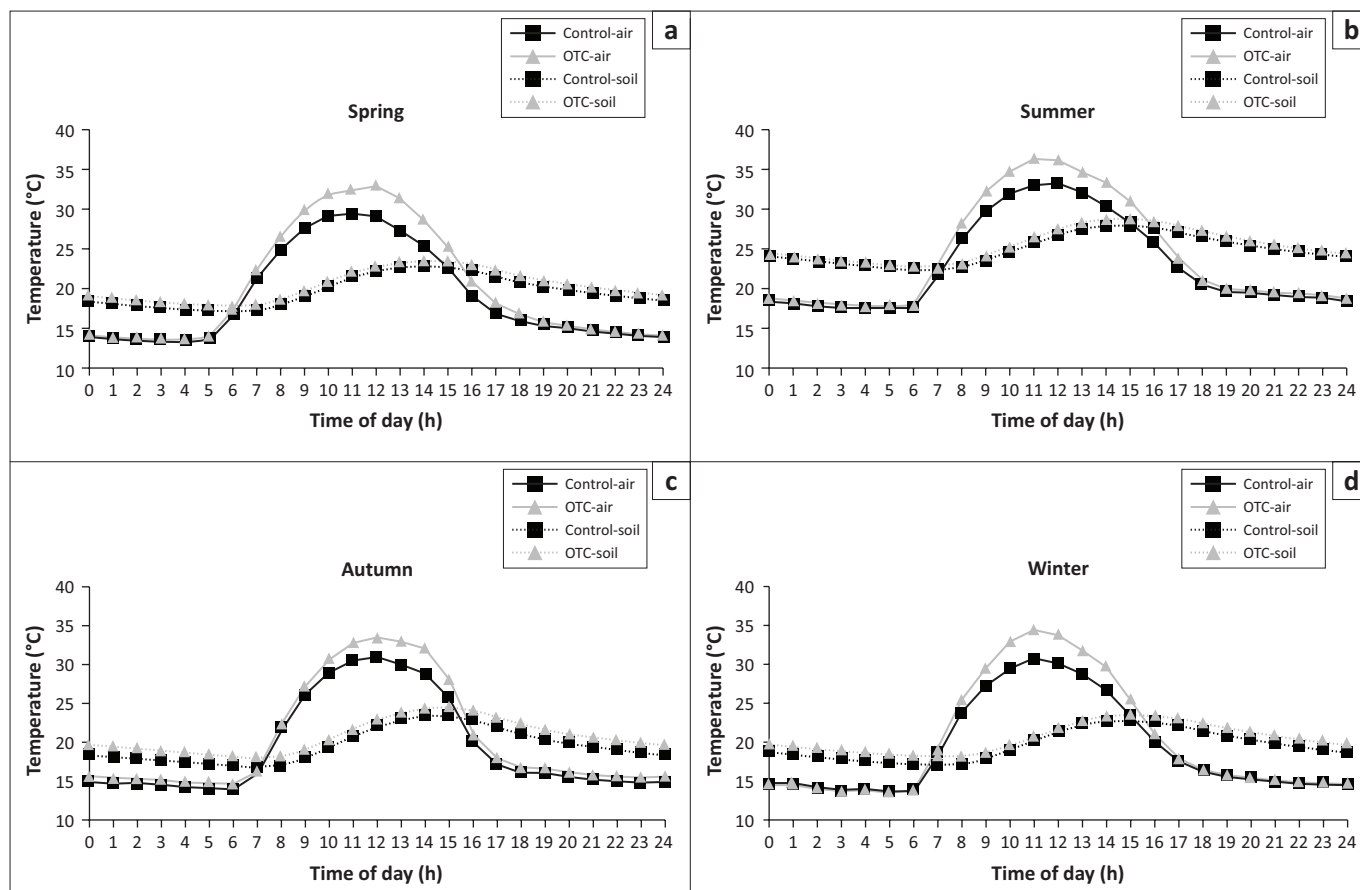 a
Control-air
OTC-air
Control-soil
OTC-soil
Spring
Temperature (°C)
40
35
30
25
20
15
10
0 1 2 3 4 5 6 7 8 9 10 11 12 13 14 15 16 17 18 19 20 21 22 23 24
Time of day (h)
b
Control-air
OTC-air
Control-soil
OTC-soil
Summer
Temperature (°C)
40
35
30
25
20
15
10
0 1 2 3 4 5 6 7 8 9 10 11 12 13 14 15 16 17 18 19 20 21 22 23 24
Time of day (h)
c
Control-air
OTC-air
Control-soil
OTC-soil
Autumn
Temperature (°C)
40
35
30
25
20
15
10
0 1 2 3 4 5 6 7 8 9 10 11 12 13 14 15 16 17 18 19 20 21 22 23 24
Time of day (h)
d
Control-air
OTC-air
Control-soil
OTC-soil
Winter
Temperature (°C)
40
35
30
25
20
15
10
0 1 2 3 4 5 6 7 8 9 10 11 12 13 14 15 16 17 18 19 20 21 22 23 24
Time of day (h)